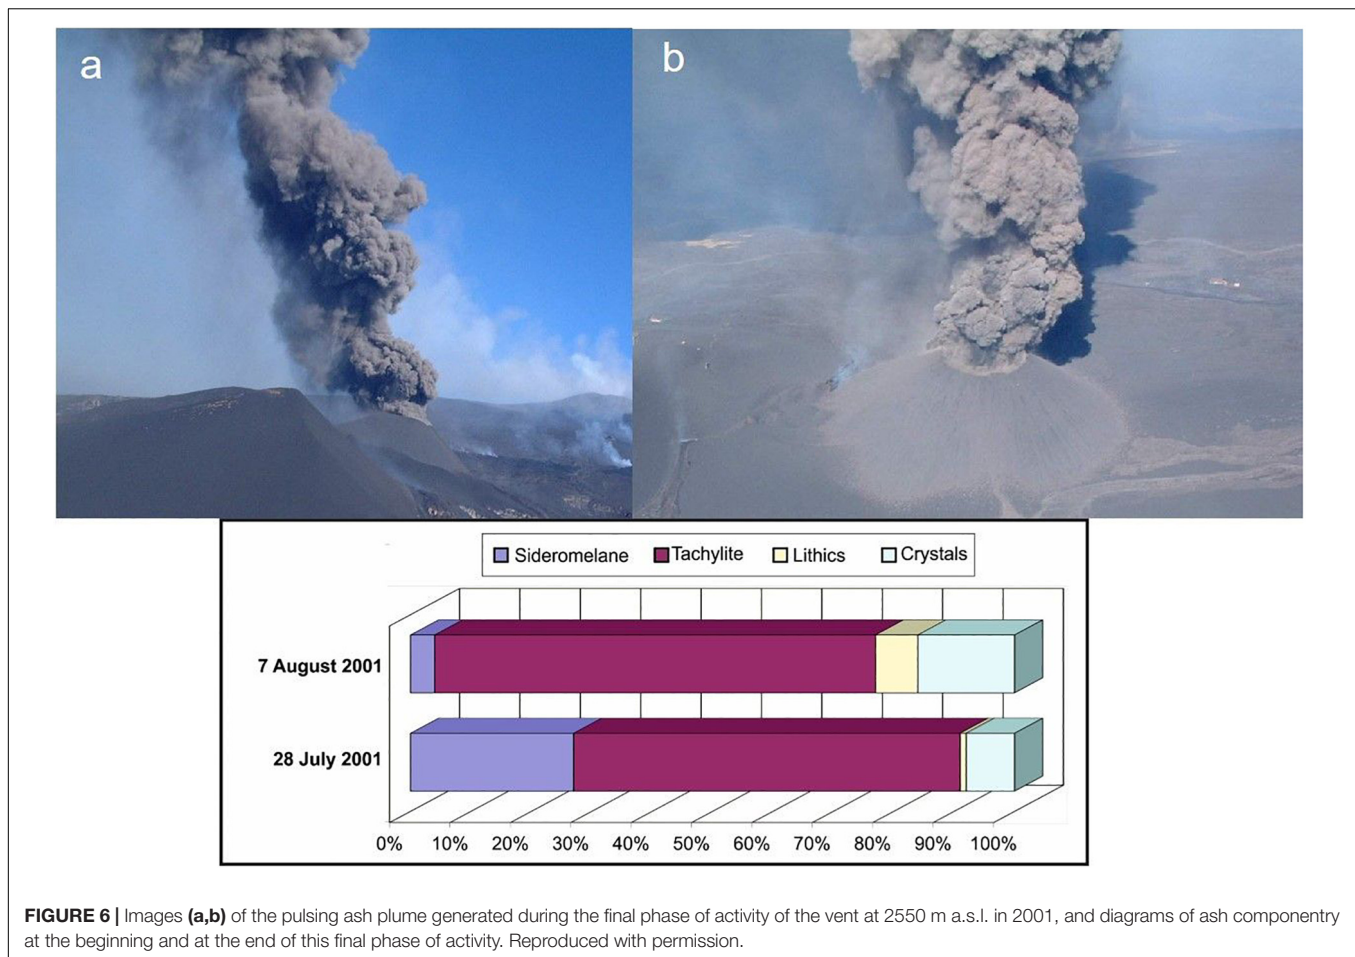 a
b
Sideromelane Tachylite Lithics Crystals
7 August 2001
28 July 2001
0% 10% 20% 30% 40% 50% 60% 70% 80% 90% 100%
FIGURE 6 | Images (a,b) of the pulsing ash plume generated during the final phase of activity of the vent at 2550 m a.s.l. in 2001, and diagrams of ash componentry
at the beginning and at the end of this final phase of activity. Reproduced with permission.